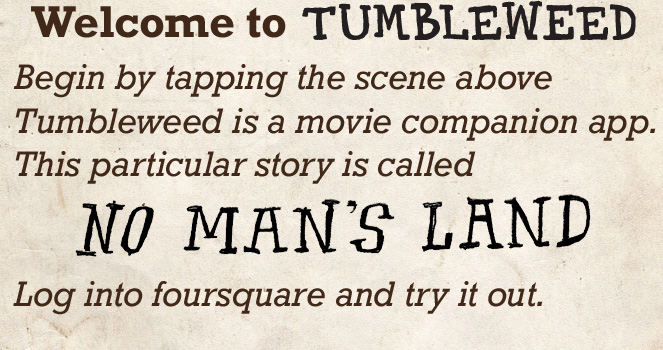 Welcome to TUMBLEWEED
Begin by tapping the scene above
Tumbleweed is a movie companion app.
This particular story is called
NO MAN'S LAND
Log into foursquare and try it out.